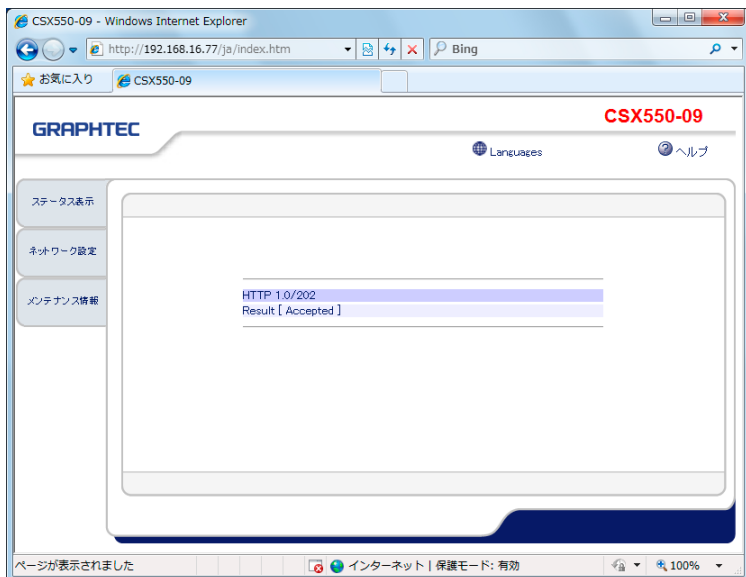 CSX550-09 - Windows Internet Explorer
http://192.168.16.77/ja/index.htm
Bing
お気に入り
CSX550-09
GRAPHTEC
CSX550-09
Languages
ヘルプ
ステータス表示
ネットワーク設定
メンテナンス情報
HTTP 1.0/202
Result [ Accepted ]
ページが表示されました
インターネット | 保護モード: 有効
100%